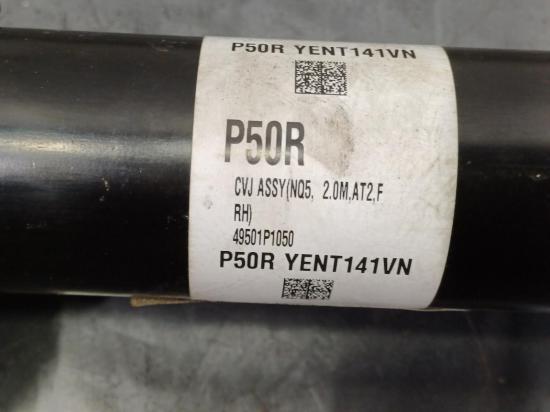 P50R YENT141VN
P50R
CVJ ASSY(NQ5, 2.0M,AT2,F
RH)
49501P1050
P50R YENT141VN